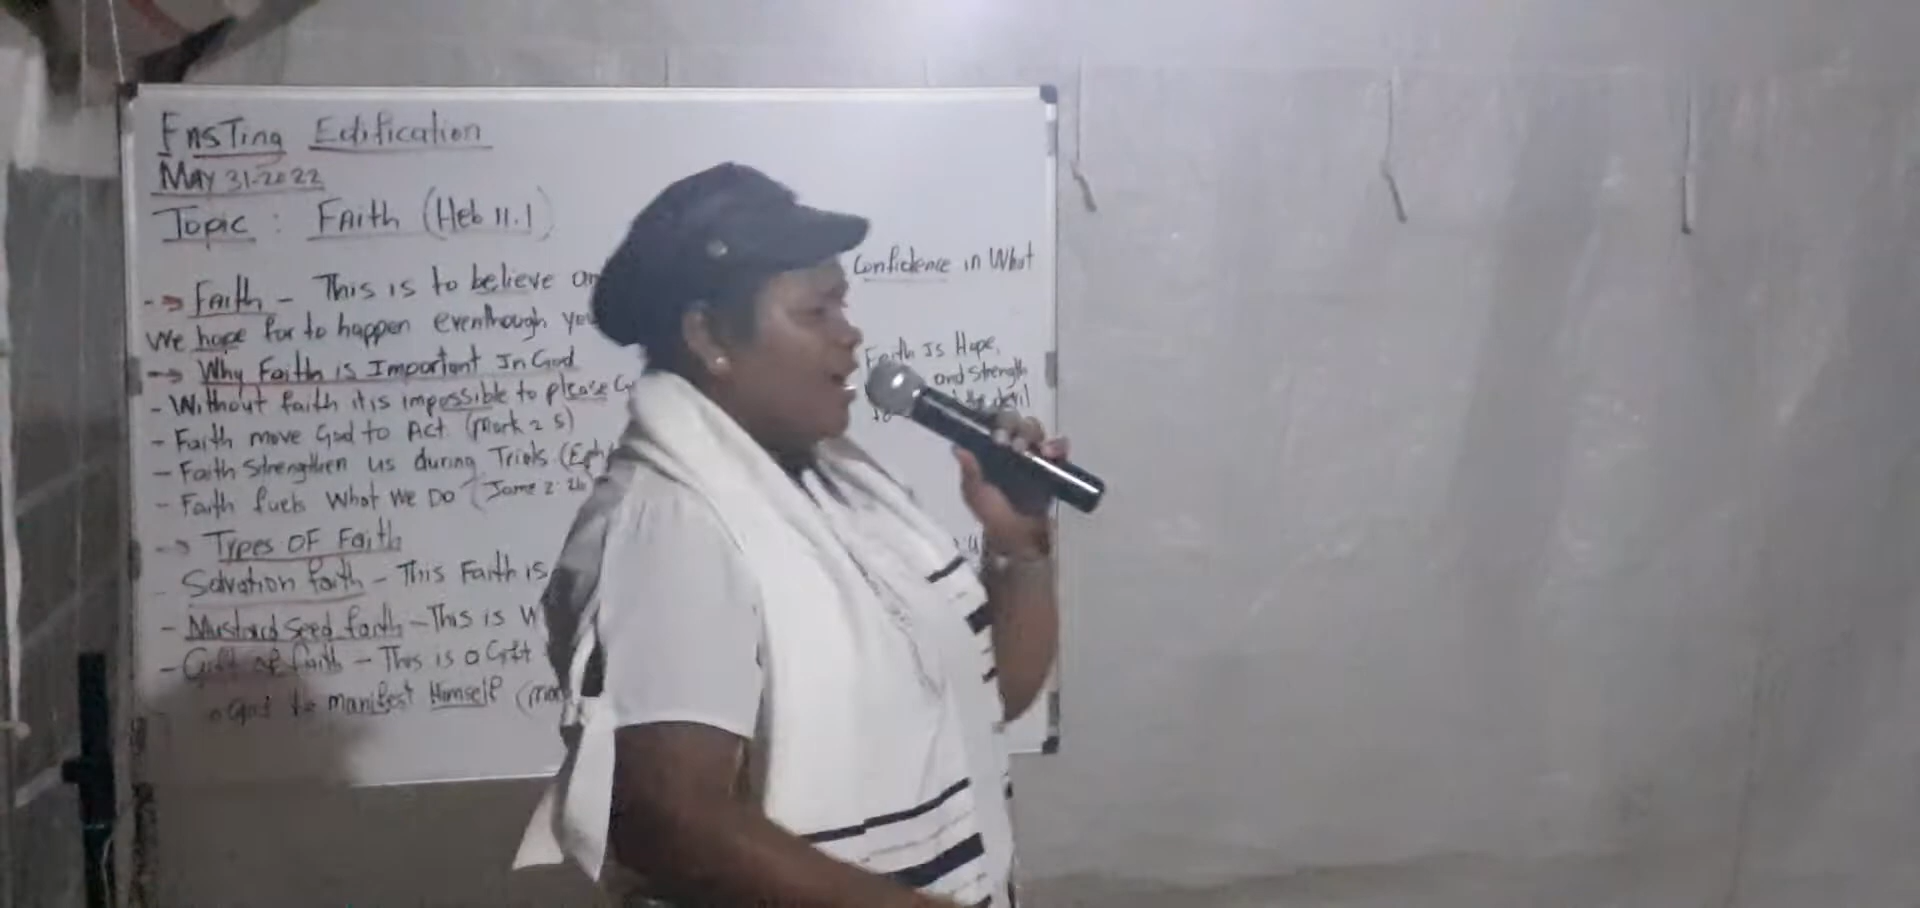 Fasting Edification
May 31-2022
Topic: Faith (Heb 11.1)
--> Faith - This is to believe Confidence in What
We hope for to happen eventhough
--> Why Faith is Important In God
- Without faith it is impossible to please
- Faith move God to Act (Mark 2 5)
- Faith Strengthen us during Trials
- Faith fuels What We Do (Jame 2:26
Faith Is Hope,
and Strength
the devil
--> Types OF Faith
- Salvation faith - This Faith is
- Mustard Seed faith - This is
- Gift of faith - This is a Gift
God to manifest Himself